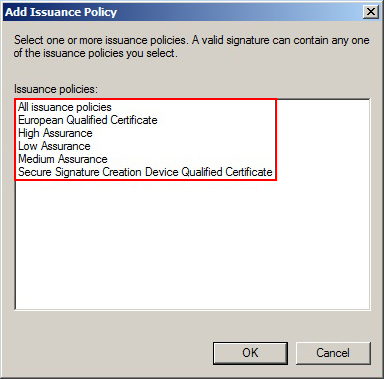 Add Issuance Policy
Select one or more issuance policies. A valid signature can contain any one
of the issuance policies you select.
Issuance policies:
All issuance policies
European Qualified Certificate
High Assurance
Low Assurance
Medium Assurance
Secure Signature Creation Device Qualified Certificate
OK
Cancel